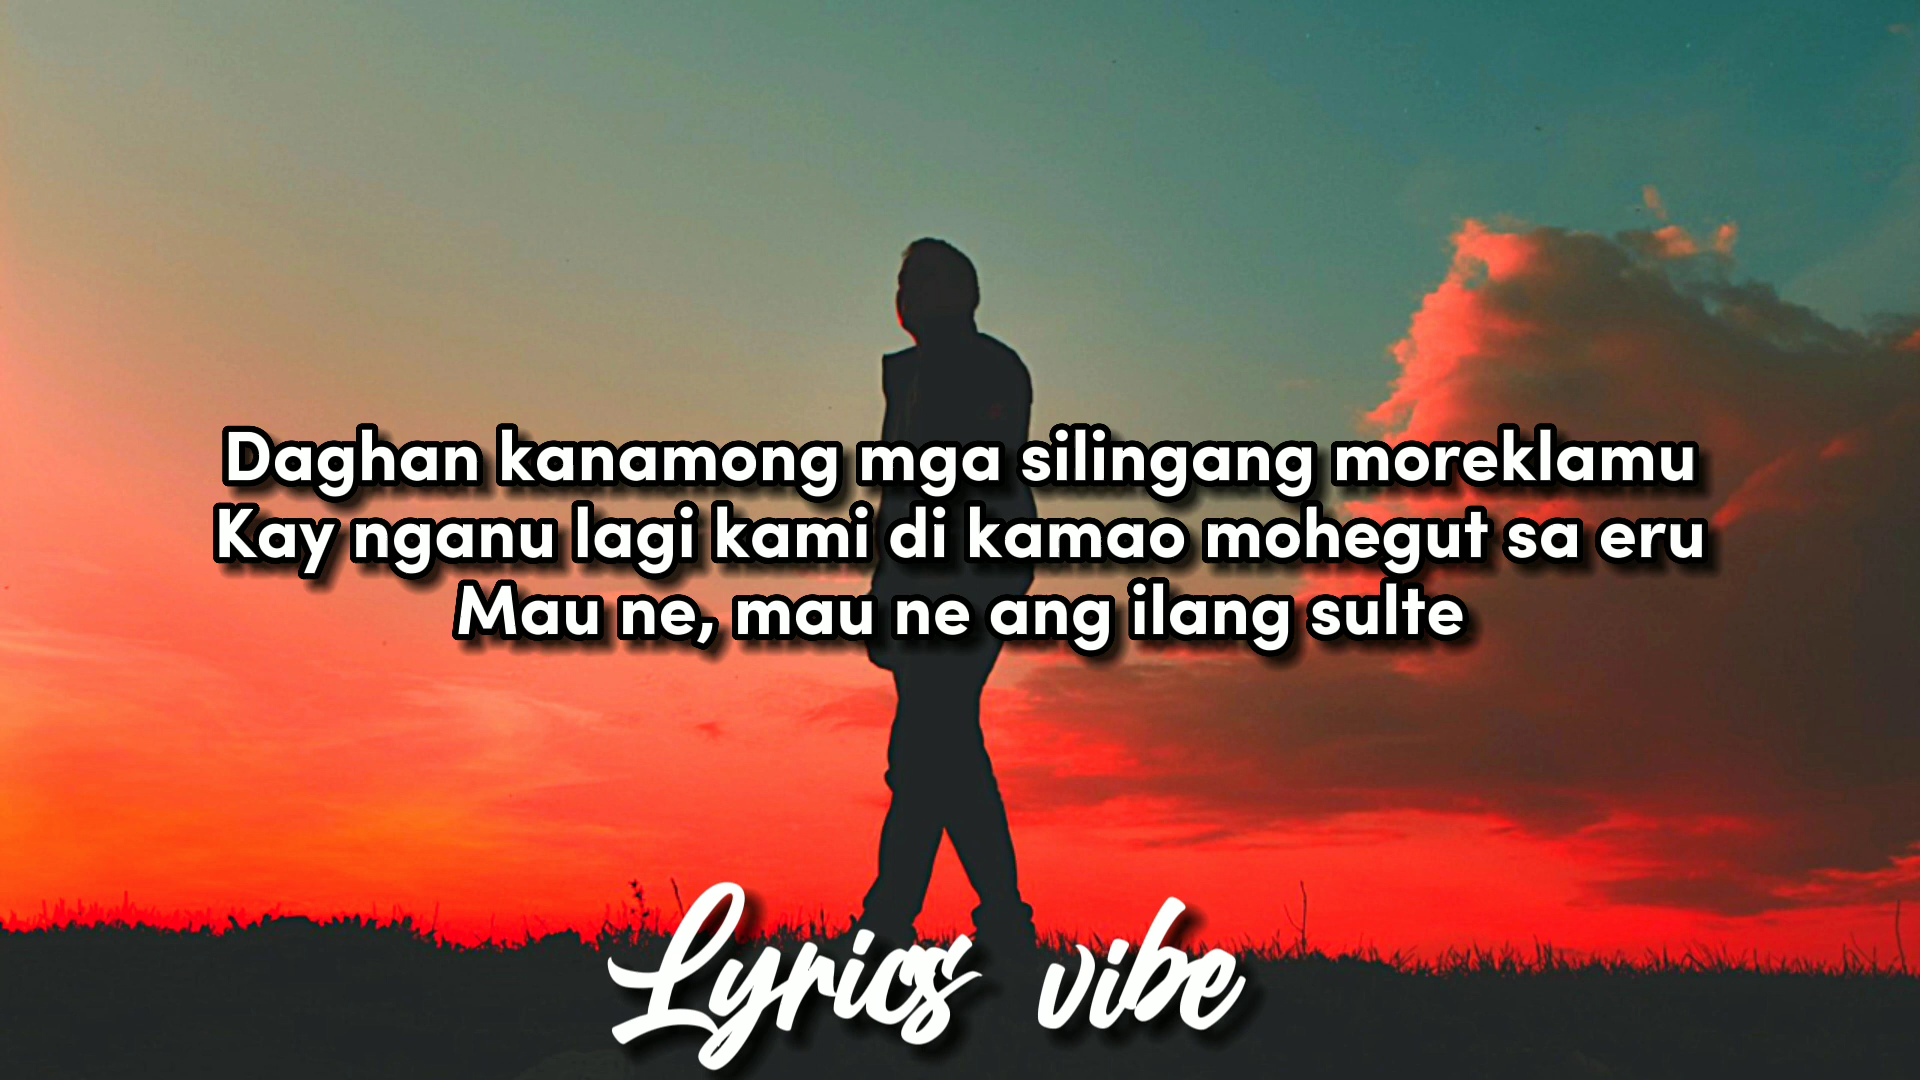 Daghan kanamong mga silingang moreklamu
Kay nganu lagi kami di kamao mohegut sa eru
Mau ne, mau ne ang ilang sulte
Lyrics vibe